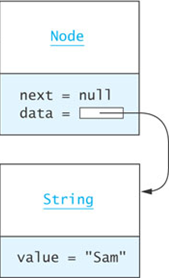 Node
next = null
data =
String
value = "Sam"